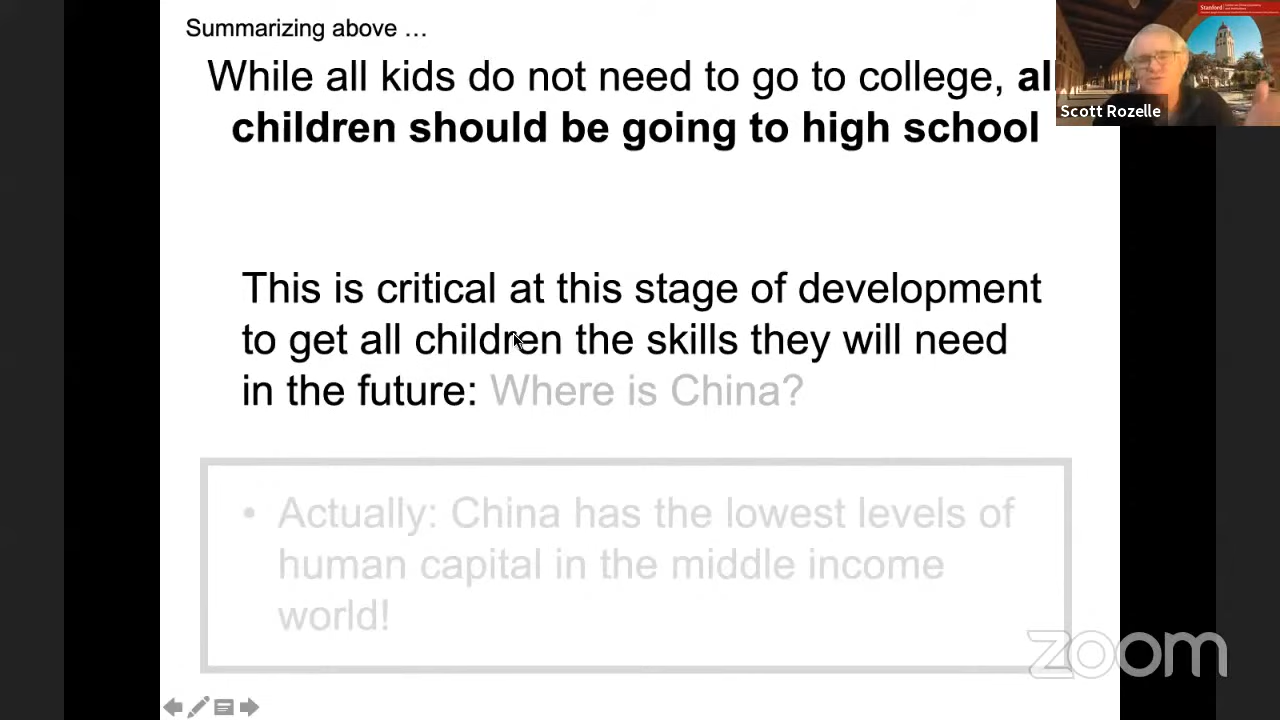 Summarizing above …
While all kids do not need to go to college, al
children should be going to high school
This is critical at this stage of development
to get all children the skills they will need
in the future: Where is China?
• Actually: China has the lowest levels of
human capital in the middle income
world!
Stanford
Scott Rozelle
zoom